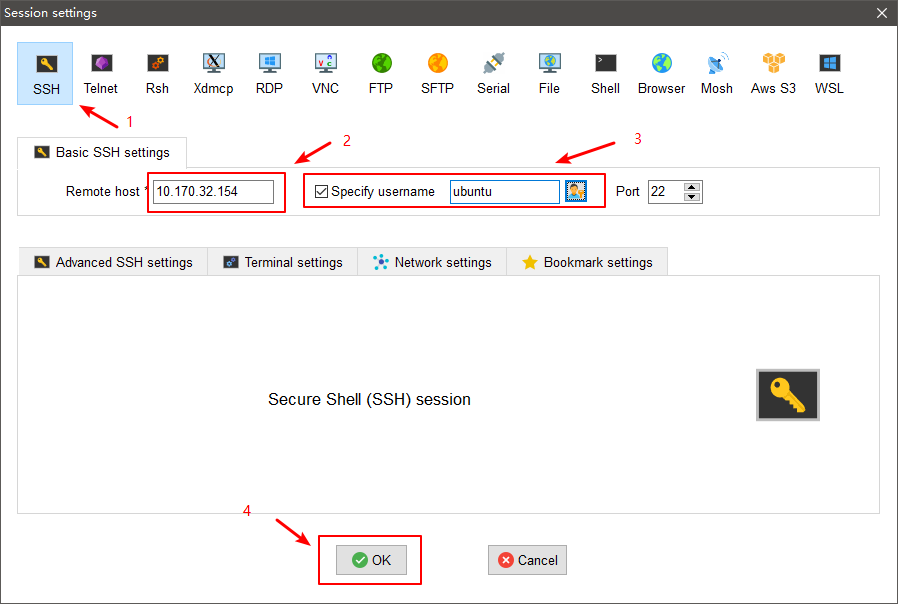 Session settings
SSH Telnet Rsh Xdmcp RDP VNC FTP SFTP Serial File Shell Browser Mosh Aws S3 WSL
1
2
3
Basic SSH settings
Remote host * 10.170.32.154 Specify username ubuntu Port 22
Advanced SSH settings Terminal settings Network settings Bookmark settings
Secure Shell (SSH) session
4
OK Cancel